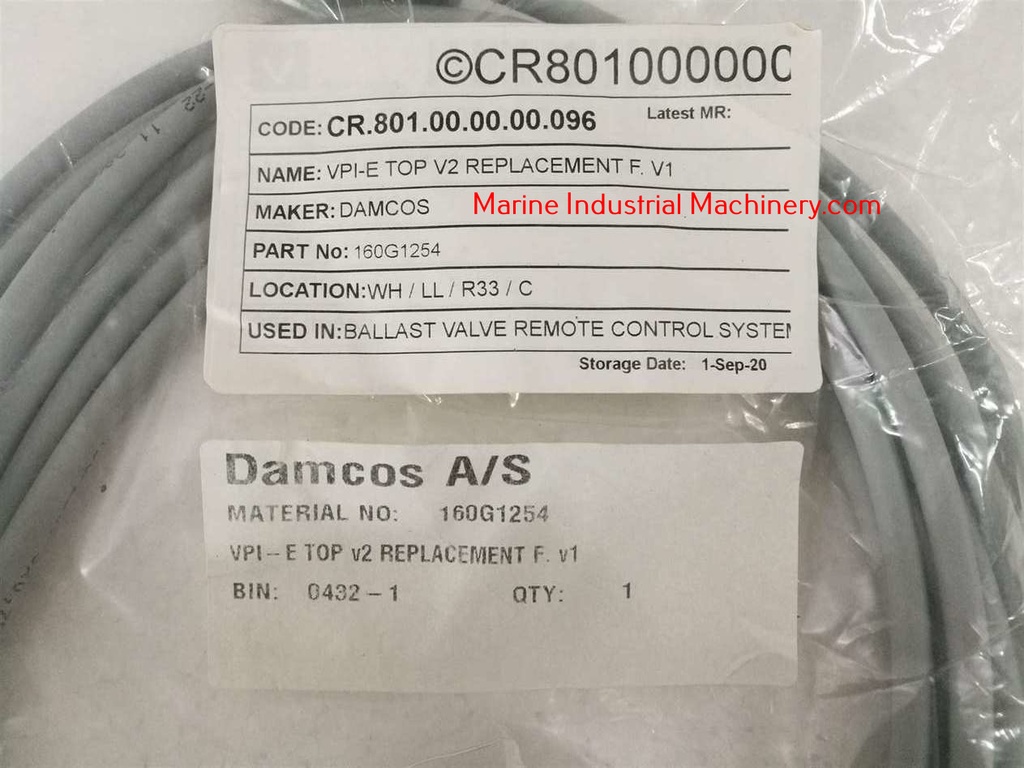 ©CR80100000C
CODE: CR.801.00.00.00.096 Latest MR:
NAME: VPI-E TOP V2 REPLACEMENT F. V1
MAKER: DAMCOS
Marine Industrial Machinery.com
PART No: 160G1254
LOCATION:WH / LL / R33 / C
USED IN:BALLAST VALVE REMOTE CONTROL SYSTEM
Storage Date: 1-Sep-20
Damcos A/S
MATERIAL NO: 160G1254
VPI-E TOP v2 REPLACEMENT F. v1
BIN: 0432-1 QTY: 1